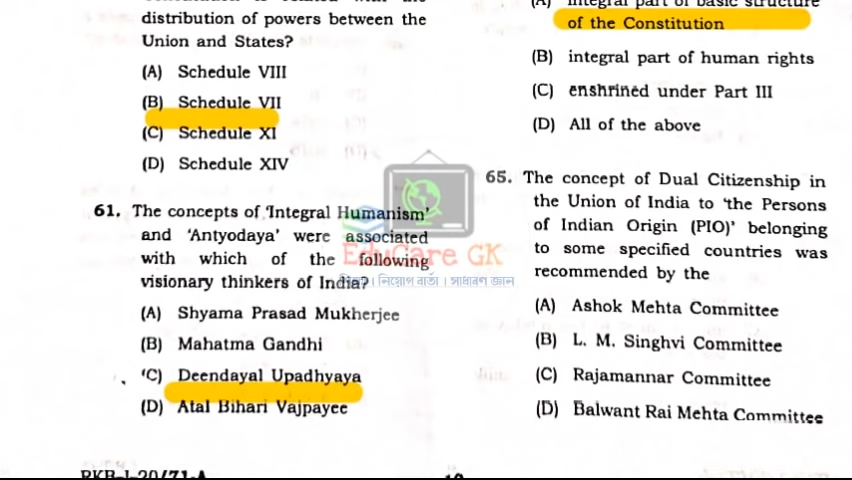 distribution of powers between the
Union and States?
(A) Schedule VIII
(B) Schedule VII
(C) Schedule XI
(D) Schedule XIV
61. The concepts of 'Integral Humanism'
and 'Antyodaya' were associated
with which of the following
visionary thinkers of India?
(A) Shyama Prasad Mukherjee
(B) Mahatma Gandhi
(C) Deendayal Upadhyaya
(D) Atal Bihari Vajpayee
RKB-J-20/71-A
(A) integral part of basic structure
of the Constitution
(B) integral part of human rights
(C) enshrined under Part III
(D) All of the above
65. The concept of Dual Citizenship in
the Union of India to 'the Persons
of Indian Origin (PIO)' belonging
to some specified countries was
recommended by the
(A) Ashok Mehta Committee
(B) L. M. Singhvi Committee
(C) Rajamannar Committee
(D) Balwant Rai Mehta Committee
EduCare GK
| নিয়োগ বাৰ্তা | সাধাৰণ জ্ঞান